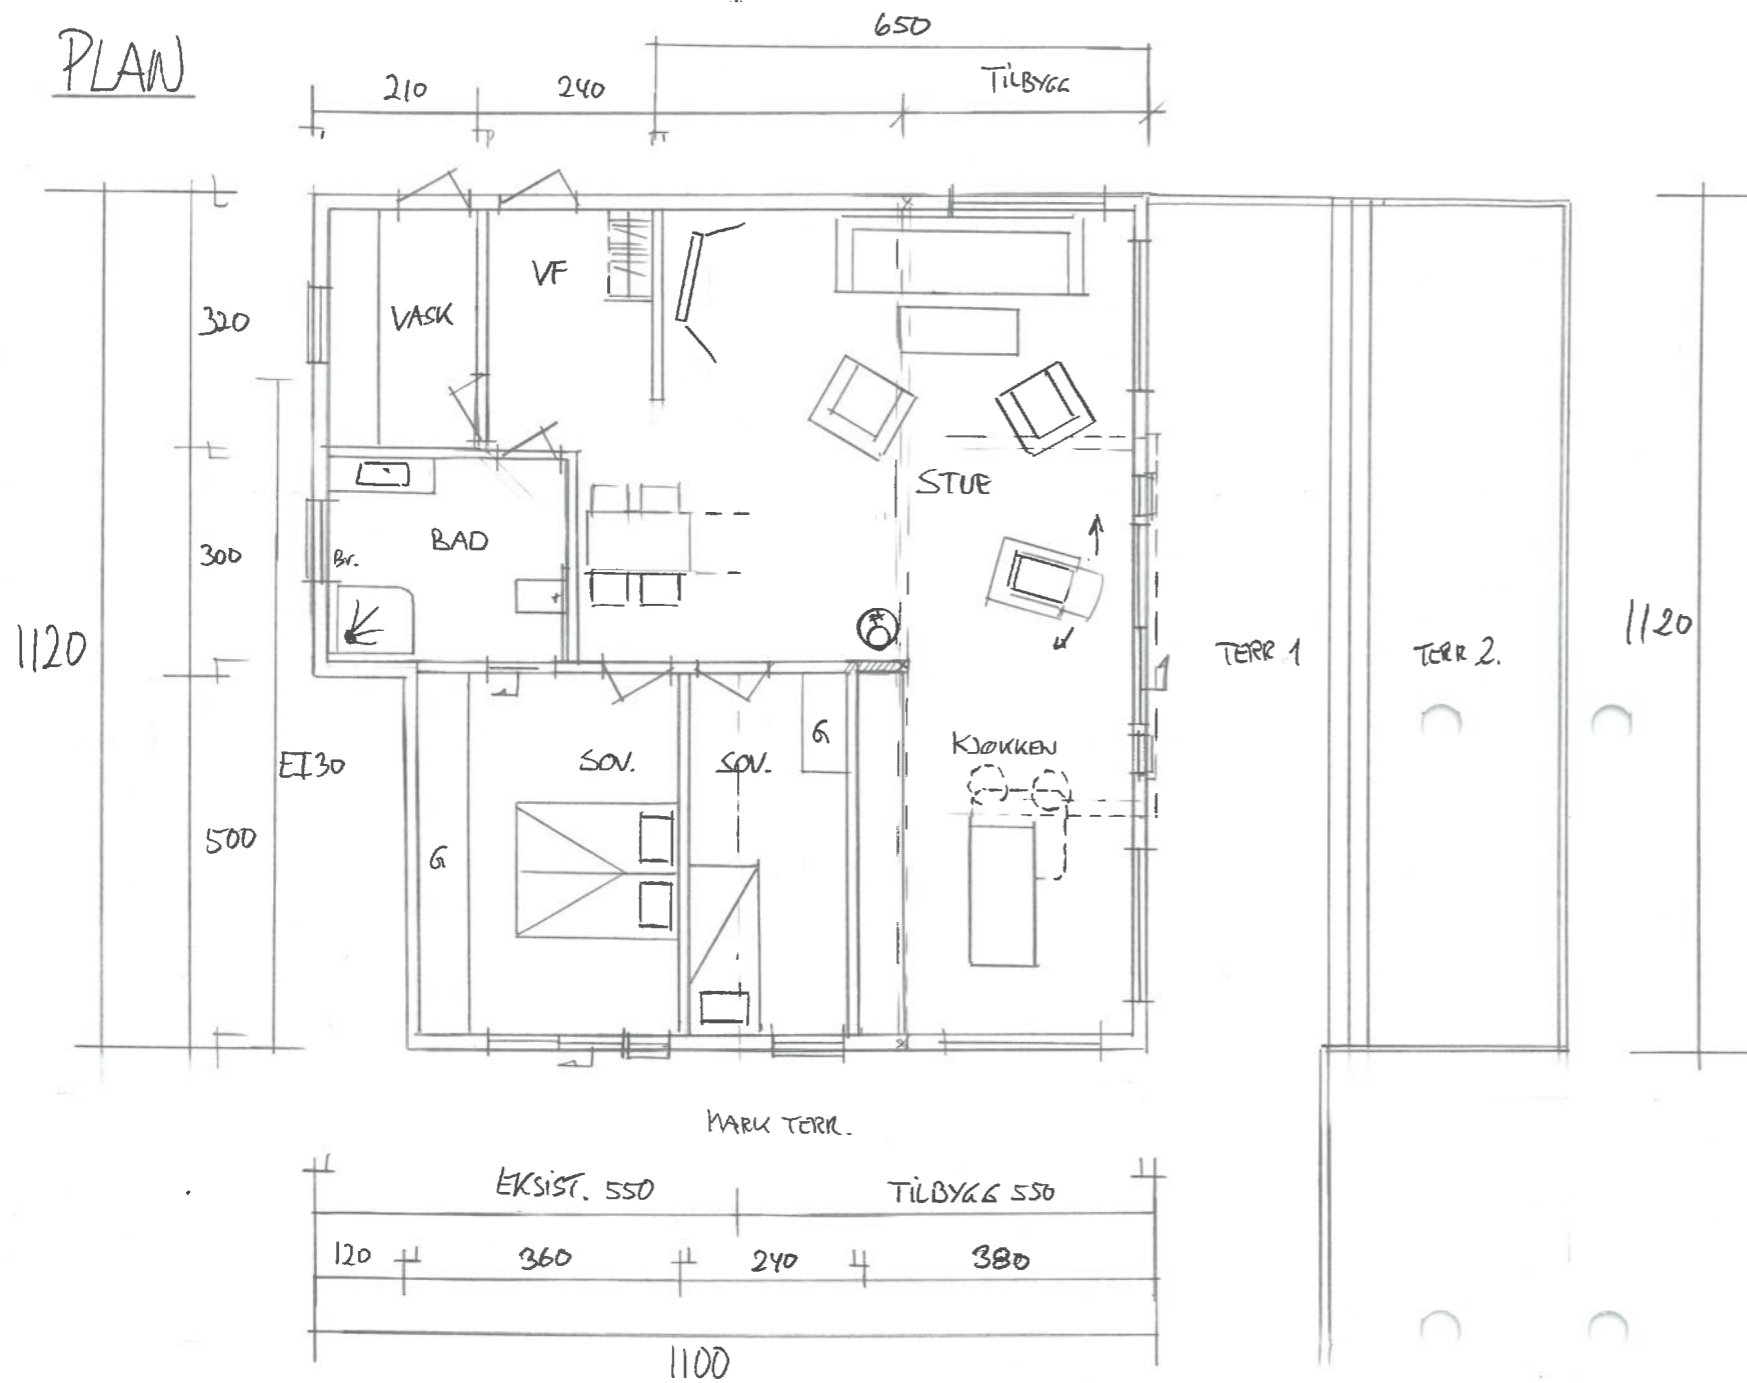 PLAN
650
210
240
TILBYGG
VF
VASK
320
STUE
BAD
Br.
300
1120
1120
TERR 1
TERR 2.
KJØKKEN
G
SOV.
SOV.
EI30
500
G
MARK TERR.
EKSIST. 550
TILBYGG 550
120
360
240
380
1100